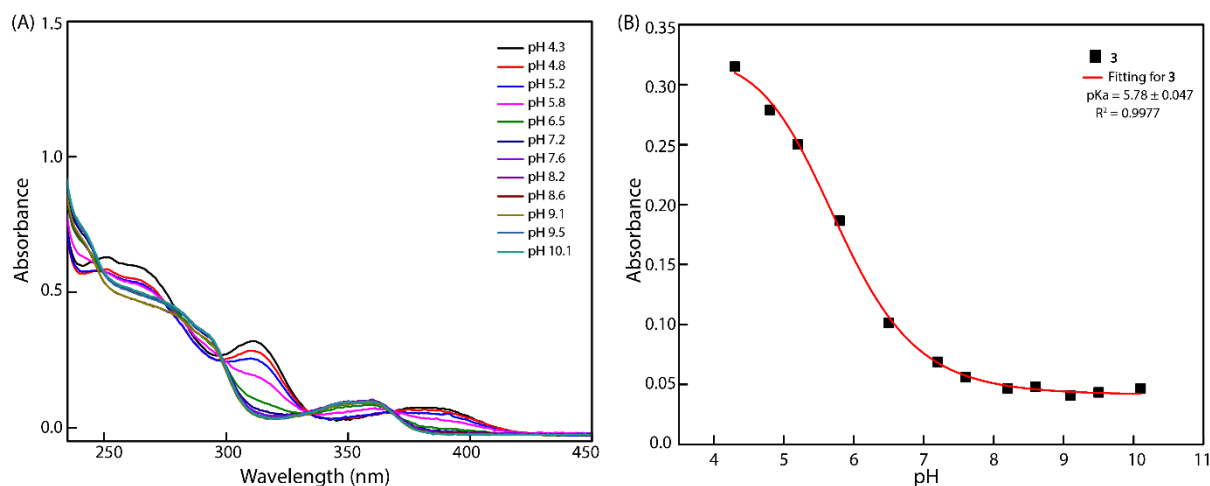 (A)
1.5
1.0
0.5
0.0
Absorbance
250
300
350
400
450
Wavelength (nm)
pH 4.3
pH 4.8
pH 5.2
pH 5.8
pH 6.5
pH 7.2
pH 7.6
pH 8.2
pH 8.6
pH 9.1
pH 9.5
pH 10.1
(B)
0.35
0.30
0.25
0.20
0.15
0.10
0.05
0.0
Absorbance
4
5
6
7
8
9
10
11
pH
3
Fitting for 3
pKa = 5.78 ± 0.047
R² = 0.9977